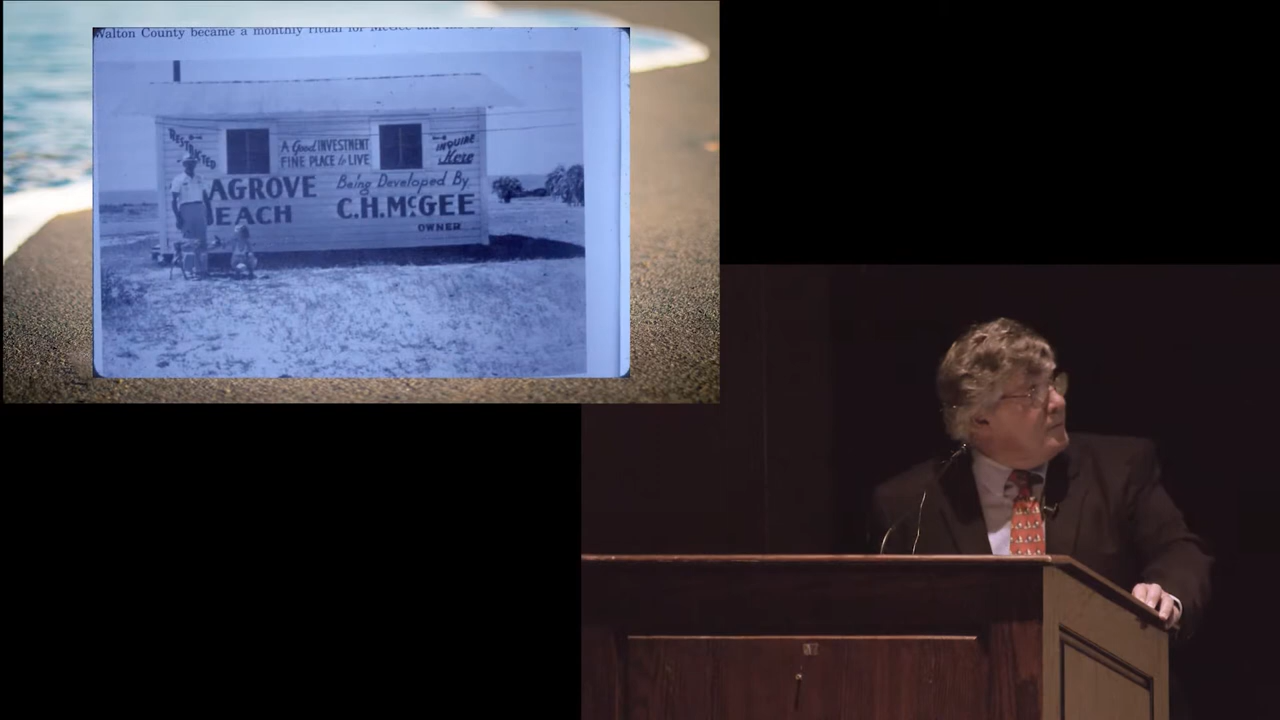 Walton County became a monthly ritual for McGee and his
RESTRICTED
A Good INVESTMENT
FINE PLACE to LIVE
INQUIRE
Here
AGROVE
EACH
Being Developed By
C.H. McGEE
OWNER